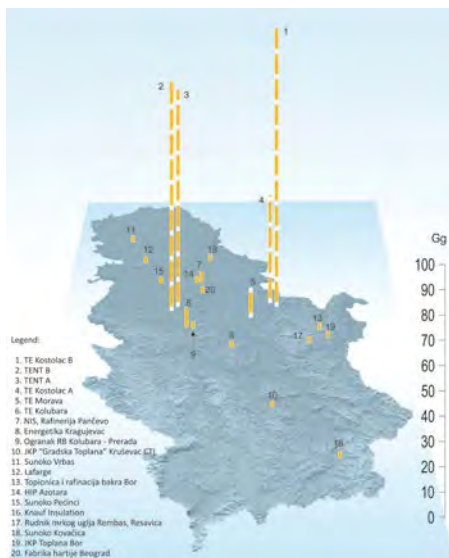 1
2
3
4
Gg
11
12
18
7
15
14
5
20
100
90
80
70
60
50
40
30
20
10
0
6
13
19
17
9
8
10
16
Legend:
1. TE Kostolac B
2. TENT B
3. TENT A
4. TE Kostolac A
5. TE Morava
6. TE Kolubara
7. NIS, Rafinerija Pančevo
8. Energetika Kragujevac
9. Ogranak RB Kolubara - Prerada
10. JKP "Gradska Toplana" Kruševac
11. Sunoko Vrbas
12. Lafarge
13. Topionica i rafinacija bakra Bor
14. HIP Azotara
15. Sunoko Pećinci
16. Knauf Insulation
17. Rudnik mrkog uglja Rembas, Resavica
18. Sunoko Kovačica
19. JKP Toplana Bor
20. Fabrika hartije Beograd